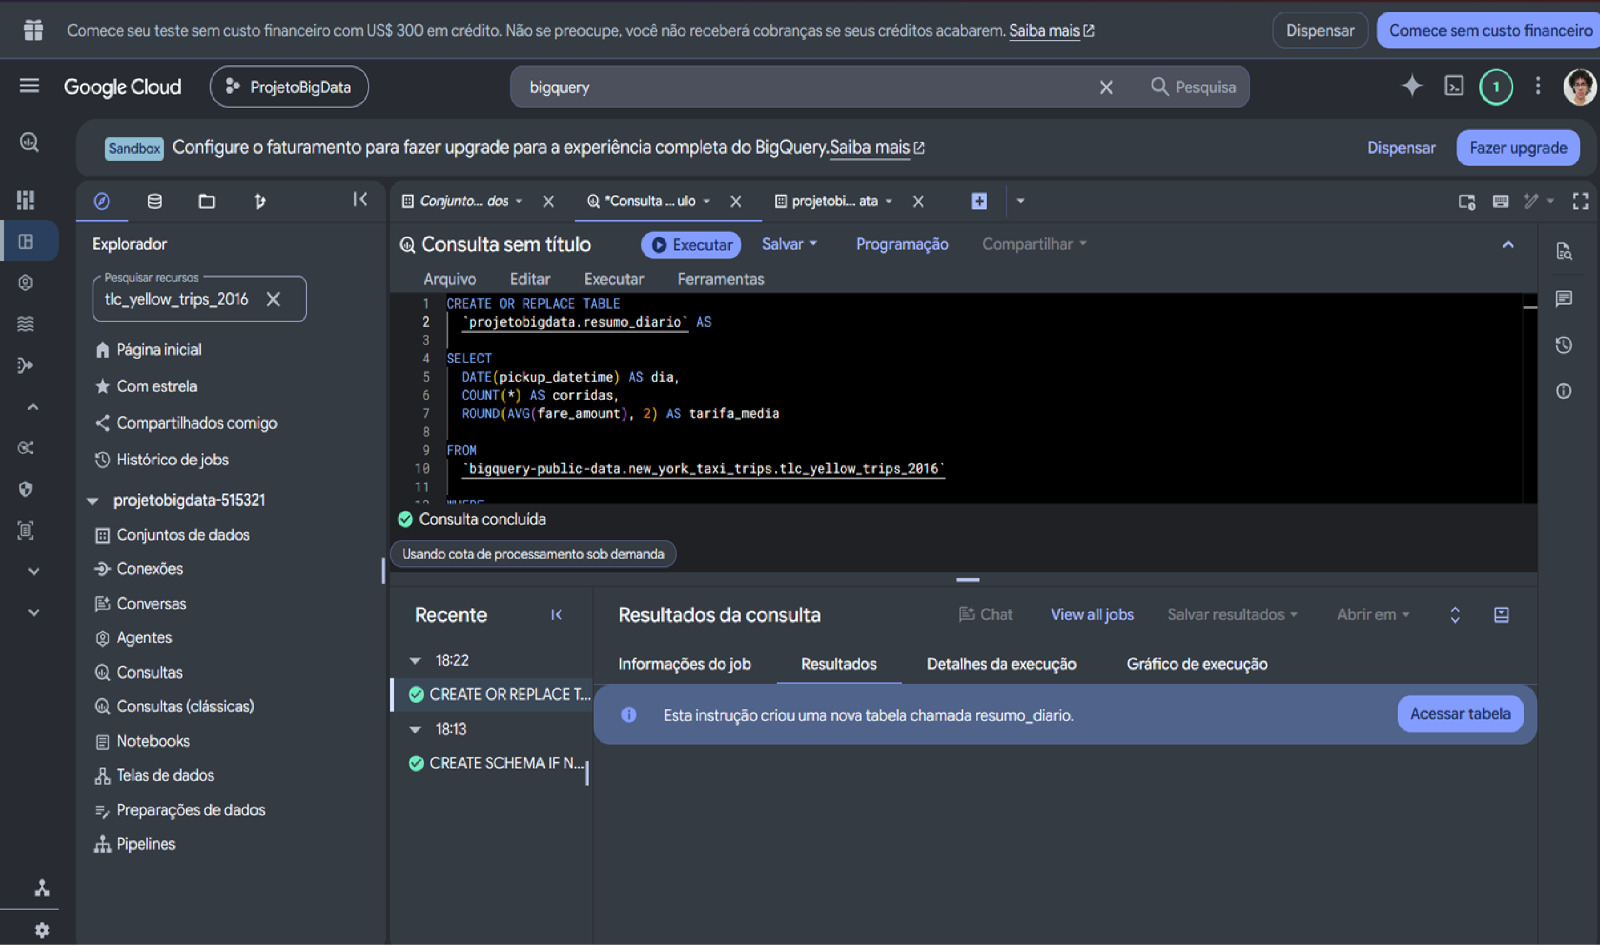 Comece seu teste sem custo financeiro com US$ 300 em crédito. Não se preocupe, você não receberá cobranças se seus créditos acabarem. Saiba mais
Dispensar
Comece sem custo financeiro
Google Cloud
ProjetoBigData
bigquery
Pesquisa
1
Sandbox
Configure o faturamento para fazer upgrade para a experiência completa do BigQuery. Saiba mais
Dispensar
Fazer upgrade
Conjunto... dos
*Consulta ... ulo
projetobi... ata
Explorador
Pesquisar recursos
tlc_yellow_trips_2016
Página inicial
Com estrela
Compartilhados comigo
Histórico de jobs
projetobigdata-515321
Conjuntos de dados
Conexões
Conversas
Agentes
Consultas
Consultas (clássicas)
Notebooks
Telas de dados
Preparações de dados
Pipelines
Consulta sem título
Executar
Salvar
Programação
Compartilhar
Arquivo
Editar
Executar
Ferramentas
1 CREATE OR REPLACE TABLE
2 `projetobigdata.resumo_diario` AS
3
4 SELECT
5 DATE(pickup_datetime) AS dia,
6 COUNT(*) AS corridas,
7 ROUND(AVG(fare_amount), 2) AS tarifa_media
8
9 FROM
10 `bigquery-public-data.new_york_taxi_trips.tlc_yellow_trips_2016`
11
12 WHERE
Consulta concluída
Usando cota de processamento sob demanda
Recente
18:22
CREATE OR REPLACE T...
18:13
CREATE SCHEMA IF N...
Resultados da consulta
Chat
View all jobs
Salvar resultados
Abrir em
Informações do job
Resultados
Detalhes da execução
Gráfico de execução
Esta instrução criou uma nova tabela chamada resumo_diario.
Acessar tabela